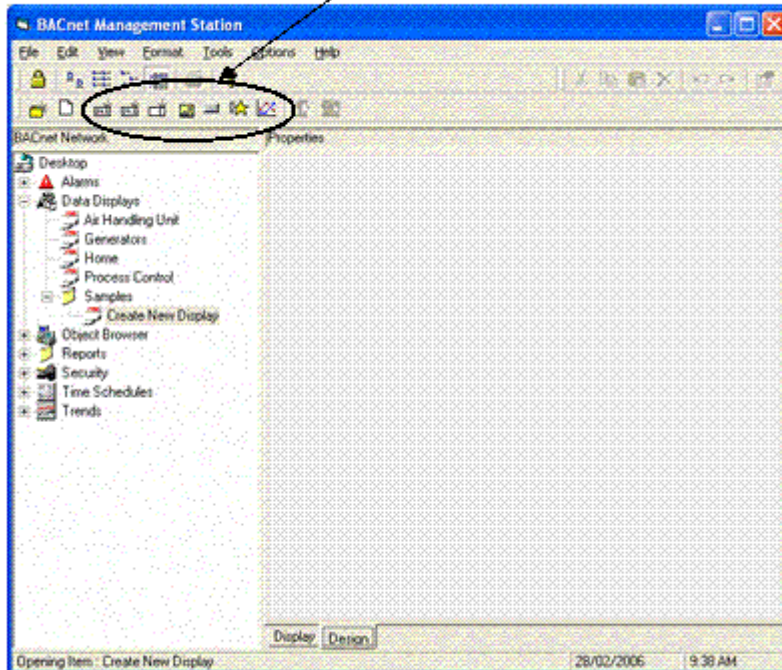 BACnet Management Station
File Edit View Format Tools Options Help
BACnet Network
Properties
Desktop
Alarms
Data Displays
Air Handling Unit
Generators
Home
Process Control
Samples
Create New Display
Object Browser
Reports
Security
Time Schedules
Trends
Display Design
Opening Item : Create New Display 28/02/2006 9:38 AM